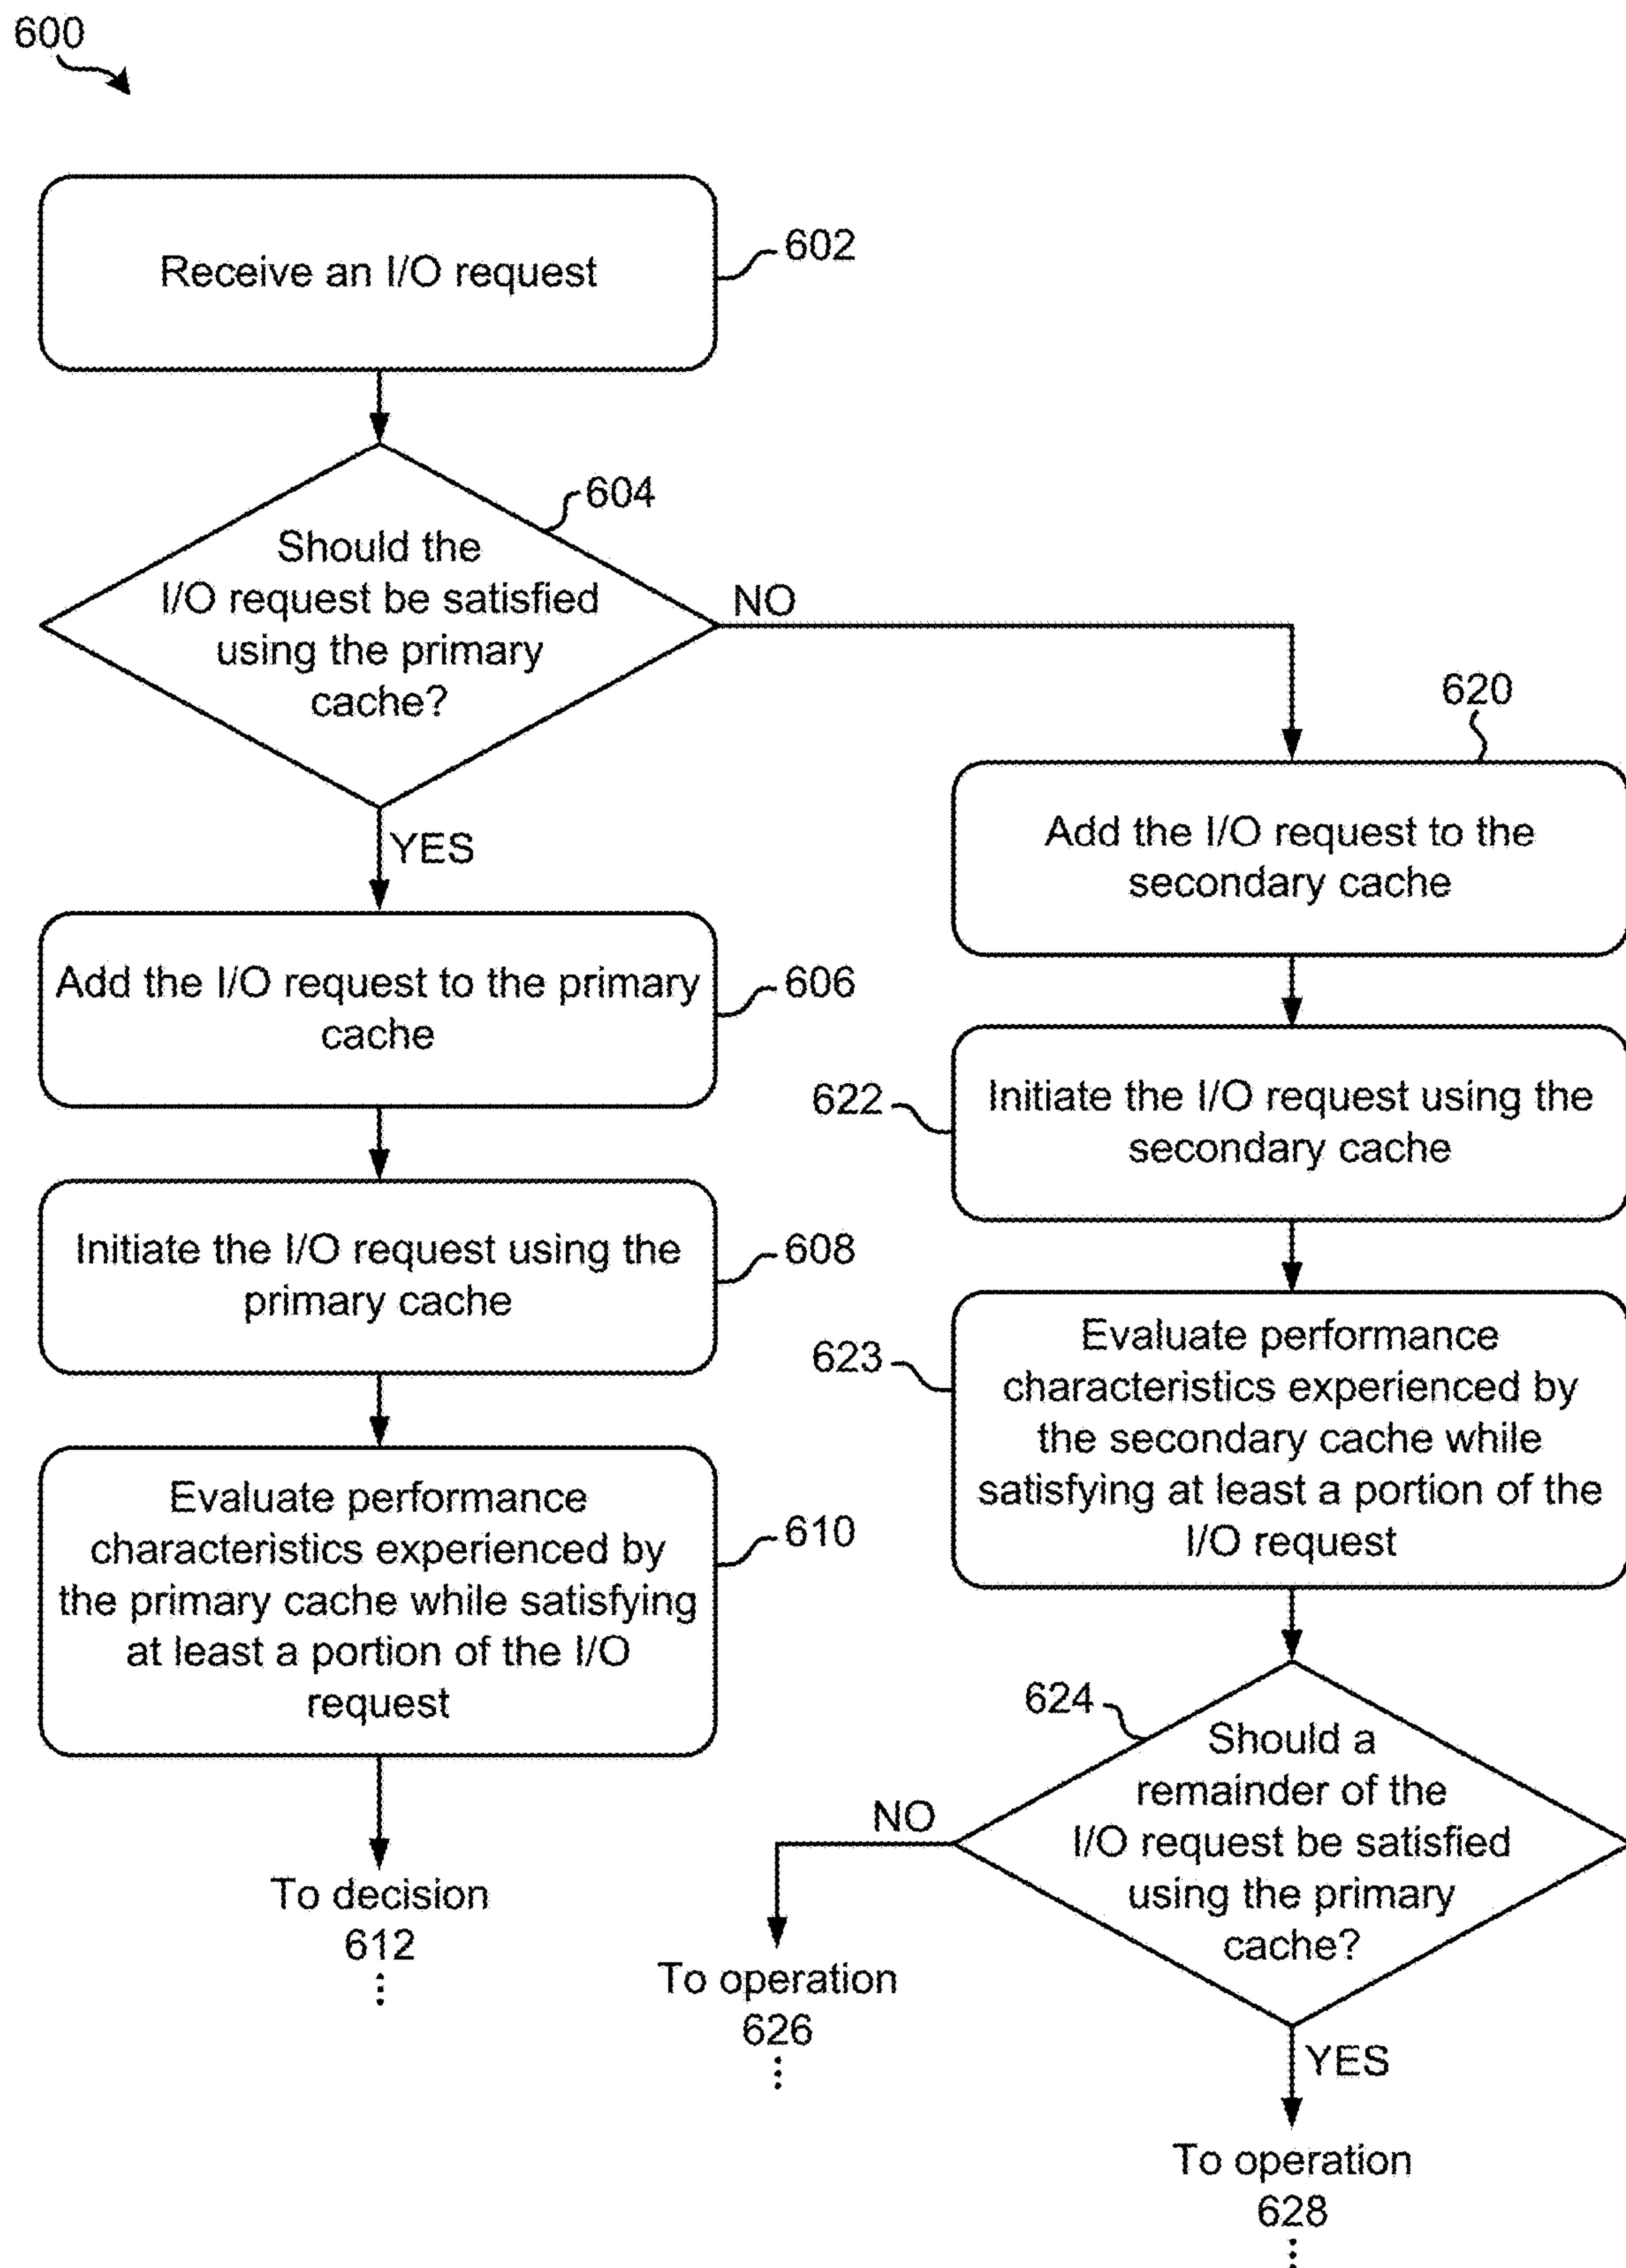 600
Receive an I/O request
602
604
Should the
I/O request be satisfied
using the primary
cache?
NO
YES
Add the I/O request to the primary
cache
606
Initiate the I/O request using the
primary cache
608
Evaluate performance
characteristics experienced by
the primary cache while satisfying
at least a portion of the I/O
request
610
To decision
612
⋮
620
Add the I/O request to the
secondary cache
622
Initiate the I/O request using the
secondary cache
623
Evaluate performance
characteristics experienced by
the secondary cache while
satisfying at least a portion of the
I/O request
624
Should a
remainder of the
I/O request be satisfied
using the primary
cache?
NO
To operation
626
⋮
YES
To operation
628
⋮